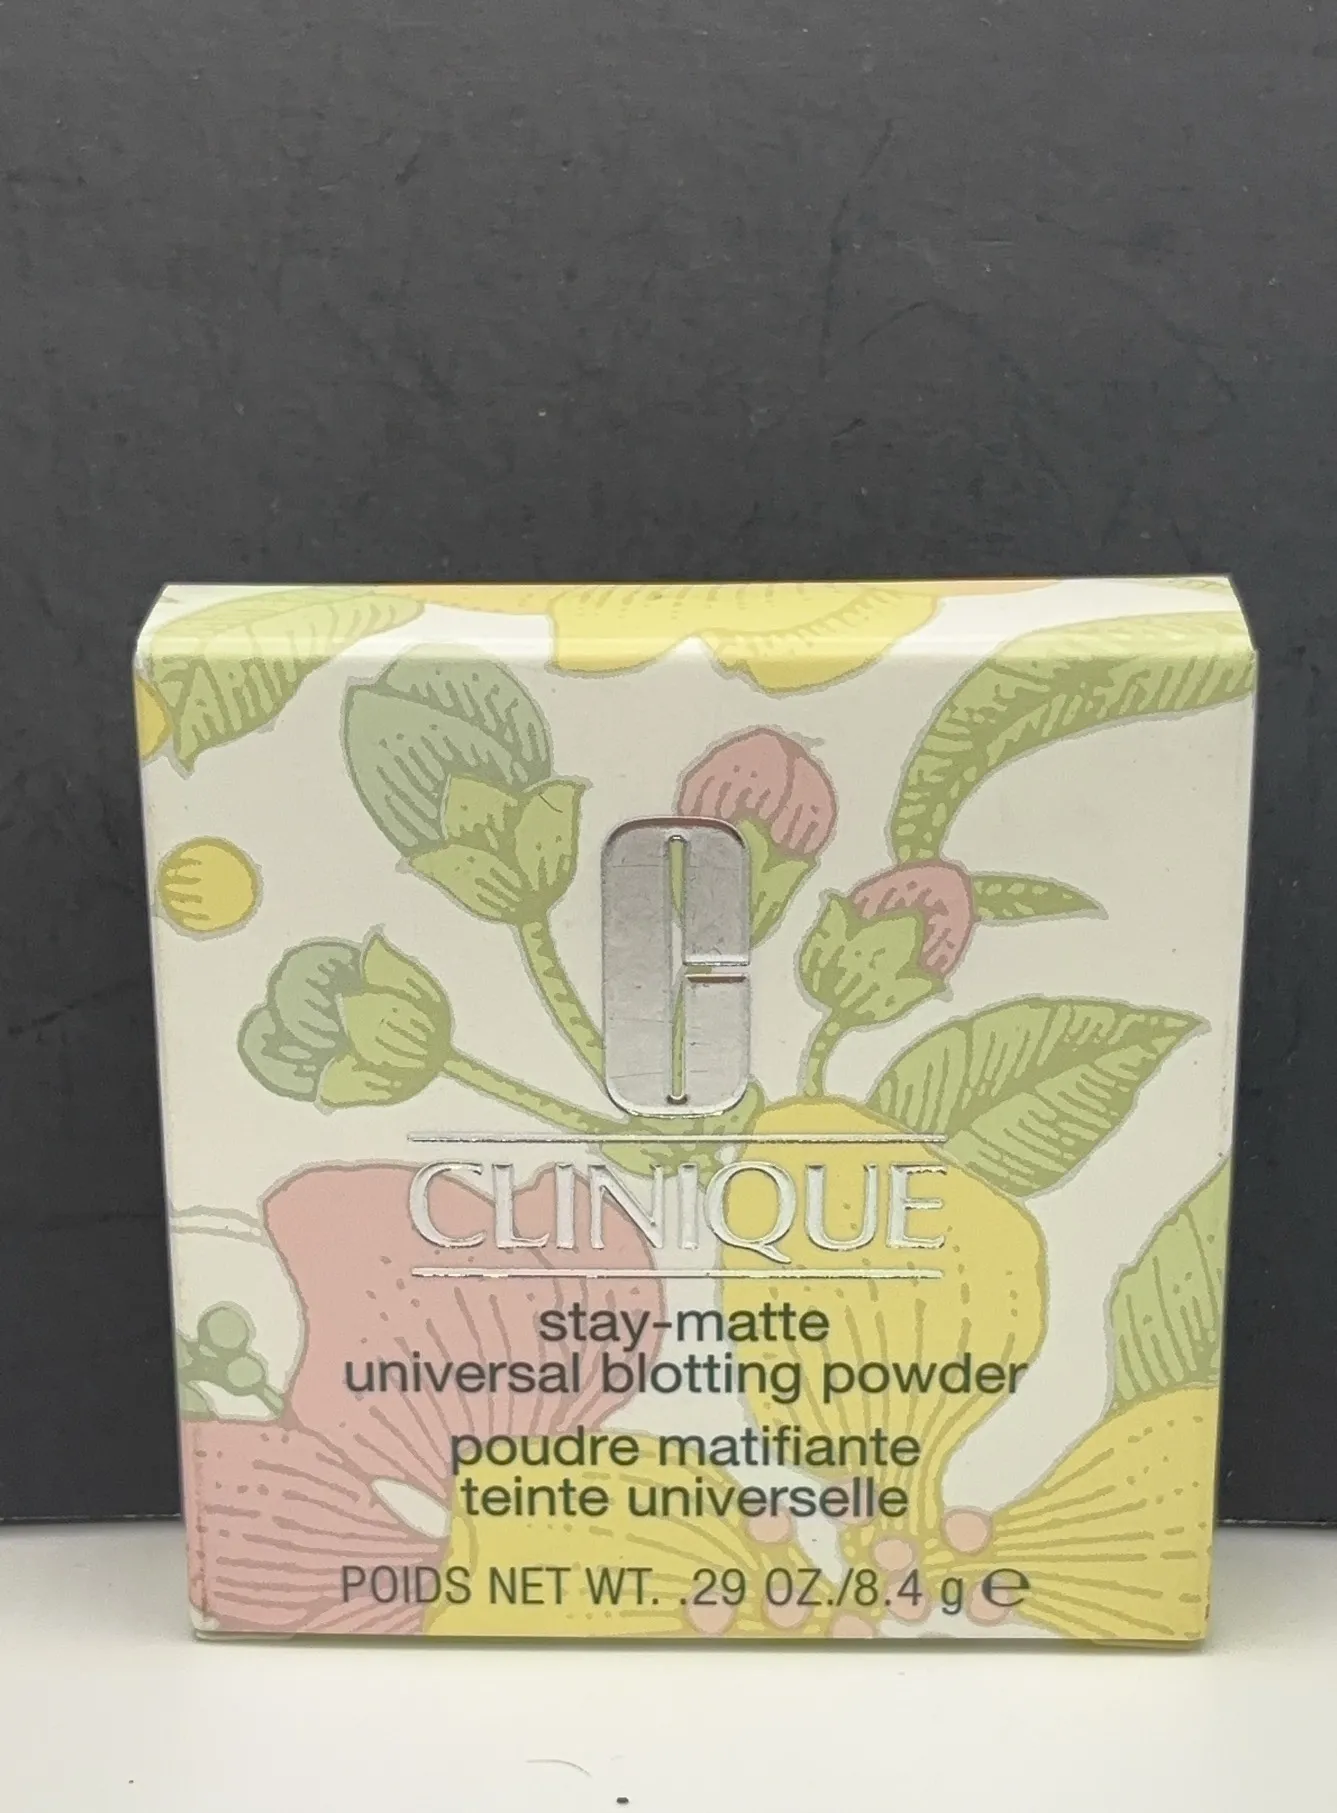 CLINIQUE
stay-matte
universal blotting powder
poudre matifiante
teinte universelle
POIDS NET WT. .29 OZ./8.4 g ℮